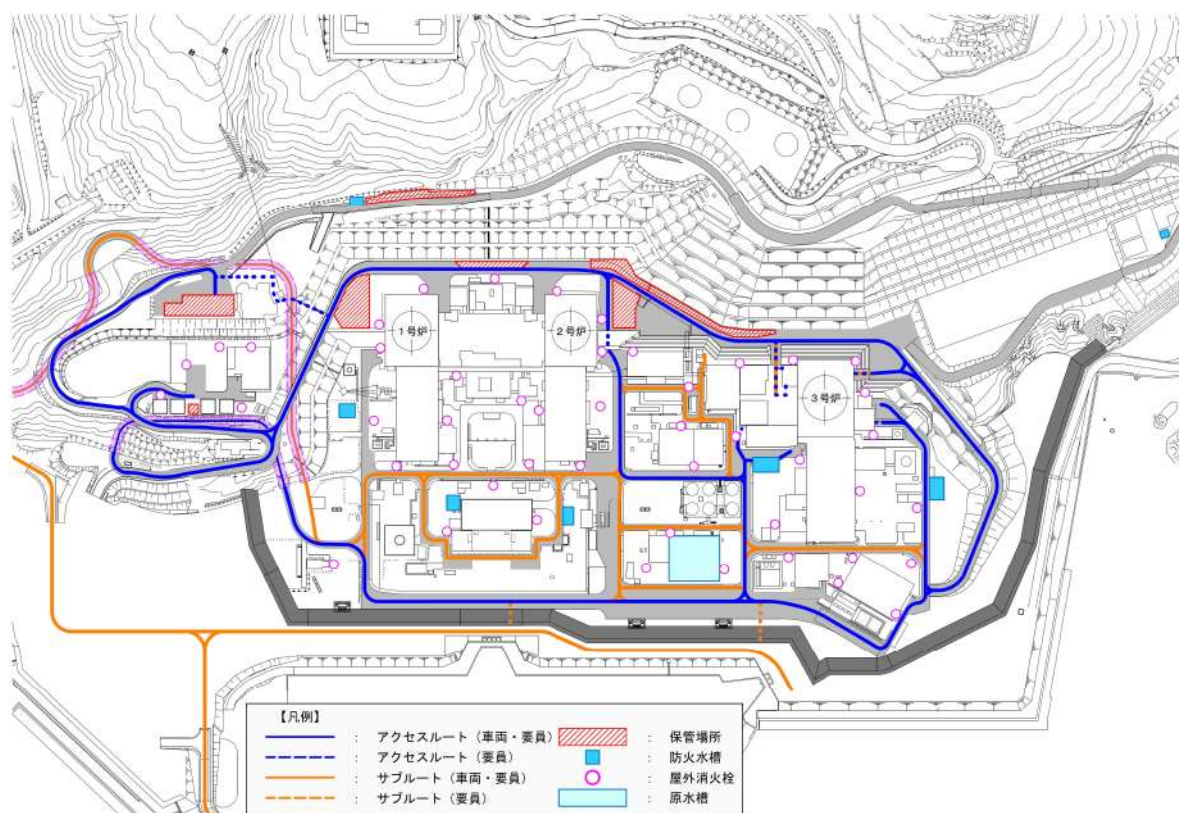 1号炉
2号炉
3号炉
【凡例】
： アクセスルート（車両・要員）
： 保管場所
： アクセスルート（要員）
： 防火水槽
： サブルート（車両・要員）
： 屋外消火栓
： サブルート（要員）
： 原水槽